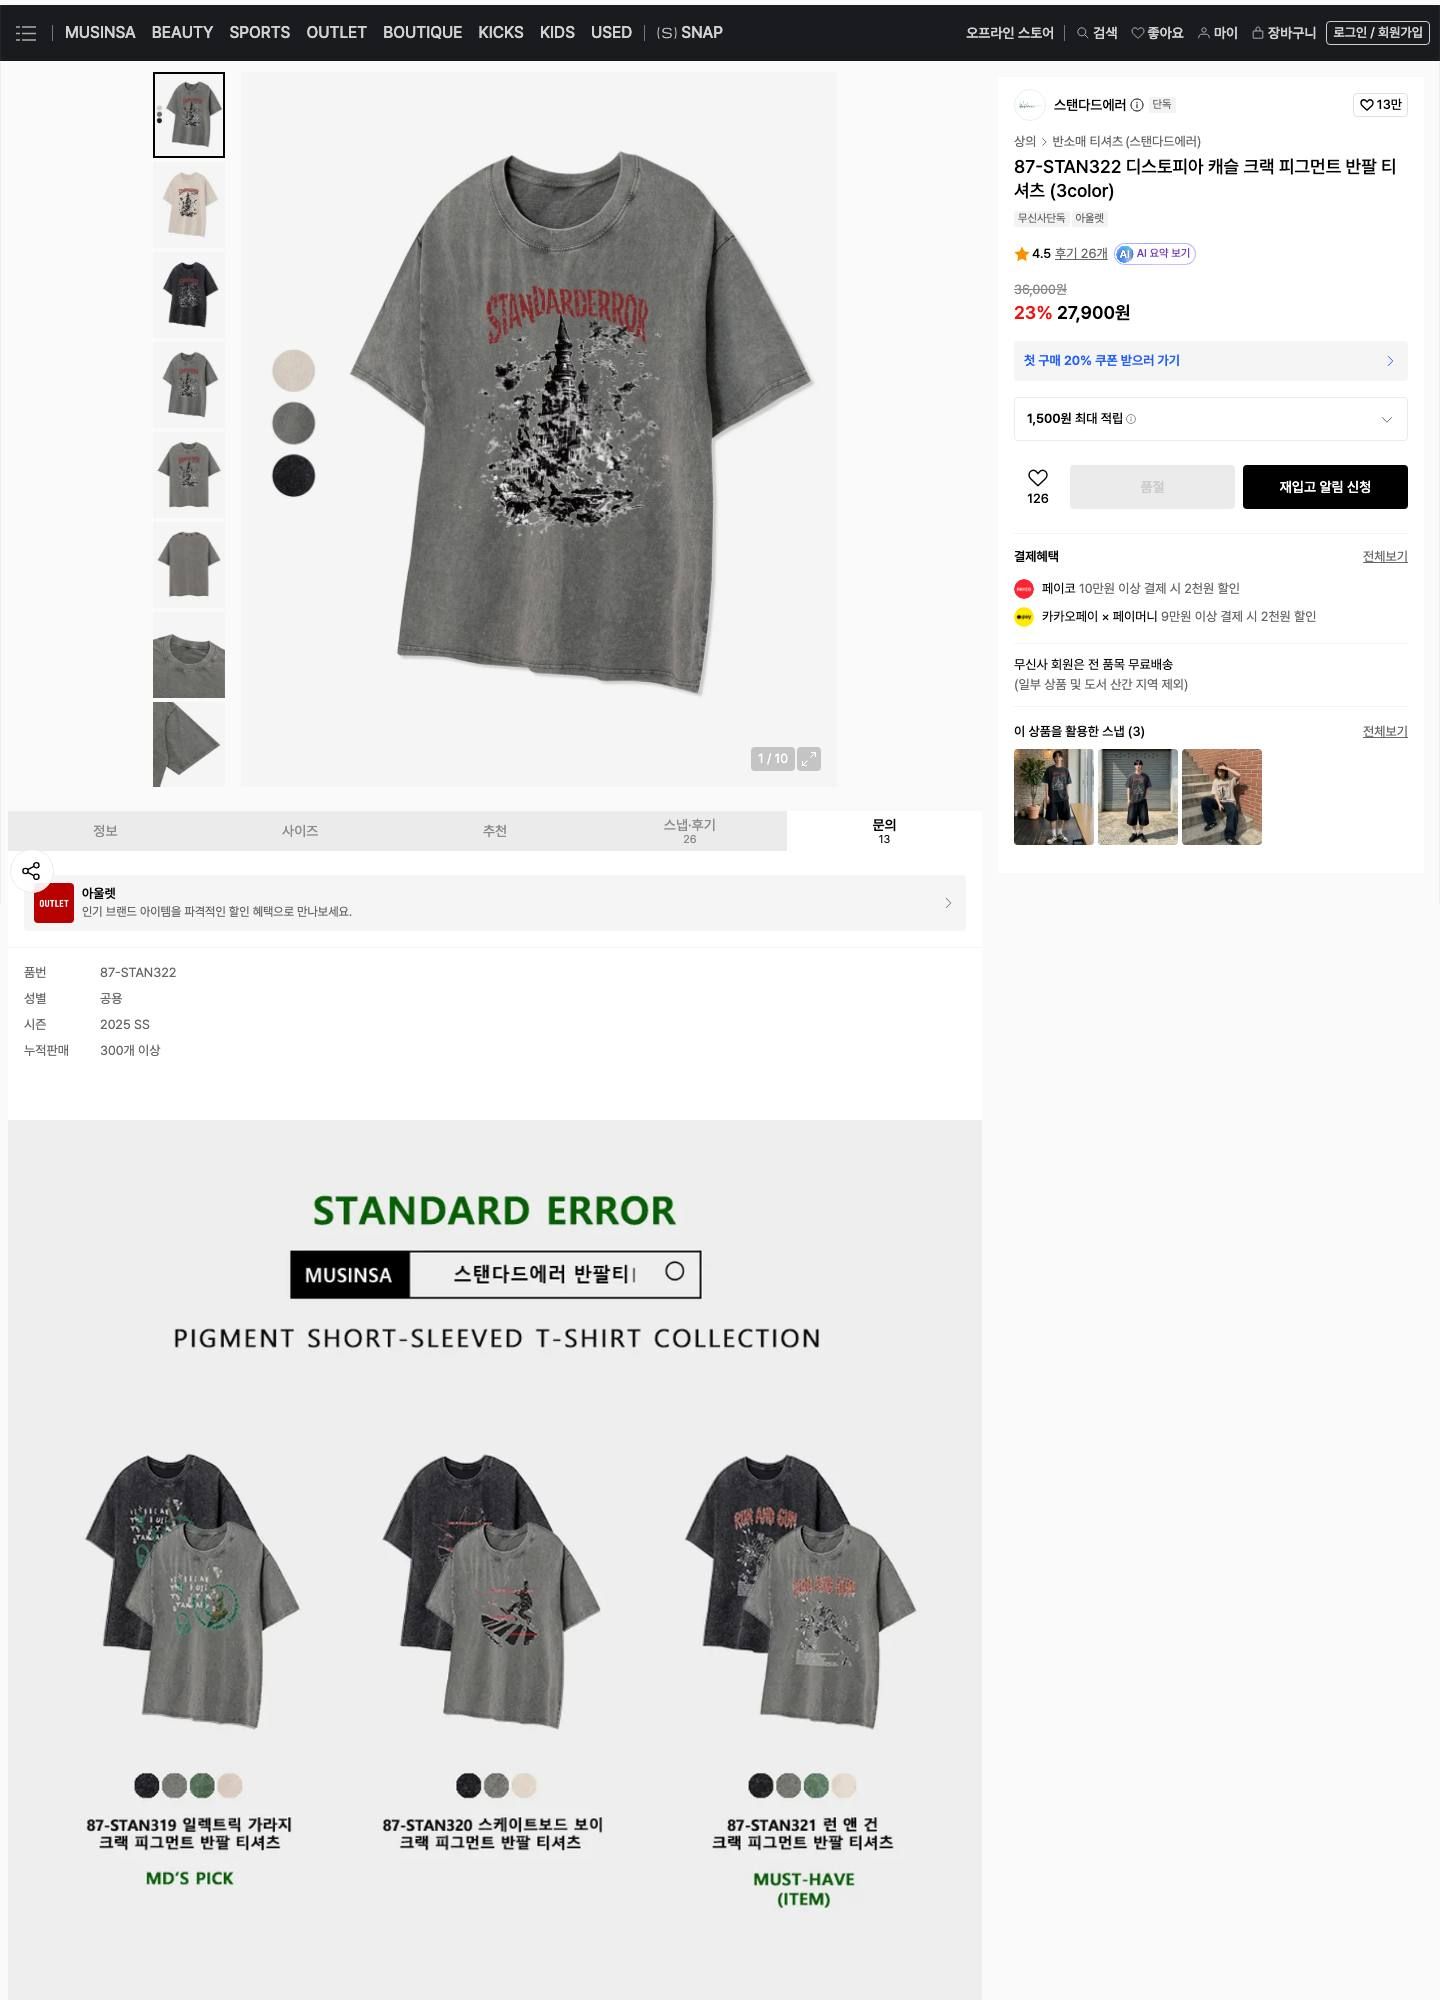 MUSINSA BEAUTY SPORTS OUTLET BOUTIQUE KICKS KIDS USED (S) SNAP
오프라인 스토어 검색 좋아요 마이 장바구니 로그인 / 회원가입
STANDARDERROR
1 / 10
스탠다드에러 단독
13만
상의 > 반소매 티셔츠 (스탠다드에러)
87-STAN322 디스토피아 캐슬 크랙 피그먼트 반팔 티
셔츠 (3color)
무신사단독 아울렛
4.5 후기 26개 AI AI 요약 보기
36,000원
23% 27,900원
첫 구매 20% 쿠폰 받으러 가기
1,500원 최대 적립
126
품절
재입고 알림 신청
결제혜택 전체보기
페이코 10만원 이상 결제 시 2천원 할인
카카오페이 × 페이머니 9만원 이상 결제 시 2천원 할인
무신사 회원은 전 품목 무료배송
(일부 상품 및 도서 산간 지역 제외)
이 상품을 활용한 스냅 (3) 전체보기
정보
사이즈
추천
스냅·후기
26
문의
13
OUTLET
아울렛
인기 브랜드 아이템을 파격적인 할인 혜택으로 만나보세요.
품번 87-STAN322
성별 공용
시즌 2025 SS
누적판매 300개 이상
STANDARD ERROR
MUSINSA 스탠다드에러 반팔티
PIGMENT SHORT-SLEEVED T-SHIRT COLLECTION
RUN AND GUN
87-STAN319 일렉트릭 가라지
크랙 피그먼트 반팔 티셔츠
MD'S PICK
87-STAN320 스케이트보드 보이
크랙 피그먼트 반팔 티셔츠
87-STAN321 런 앤 건
크랙 피그먼트 반팔 티셔츠
MUST-HAVE
(ITEM)